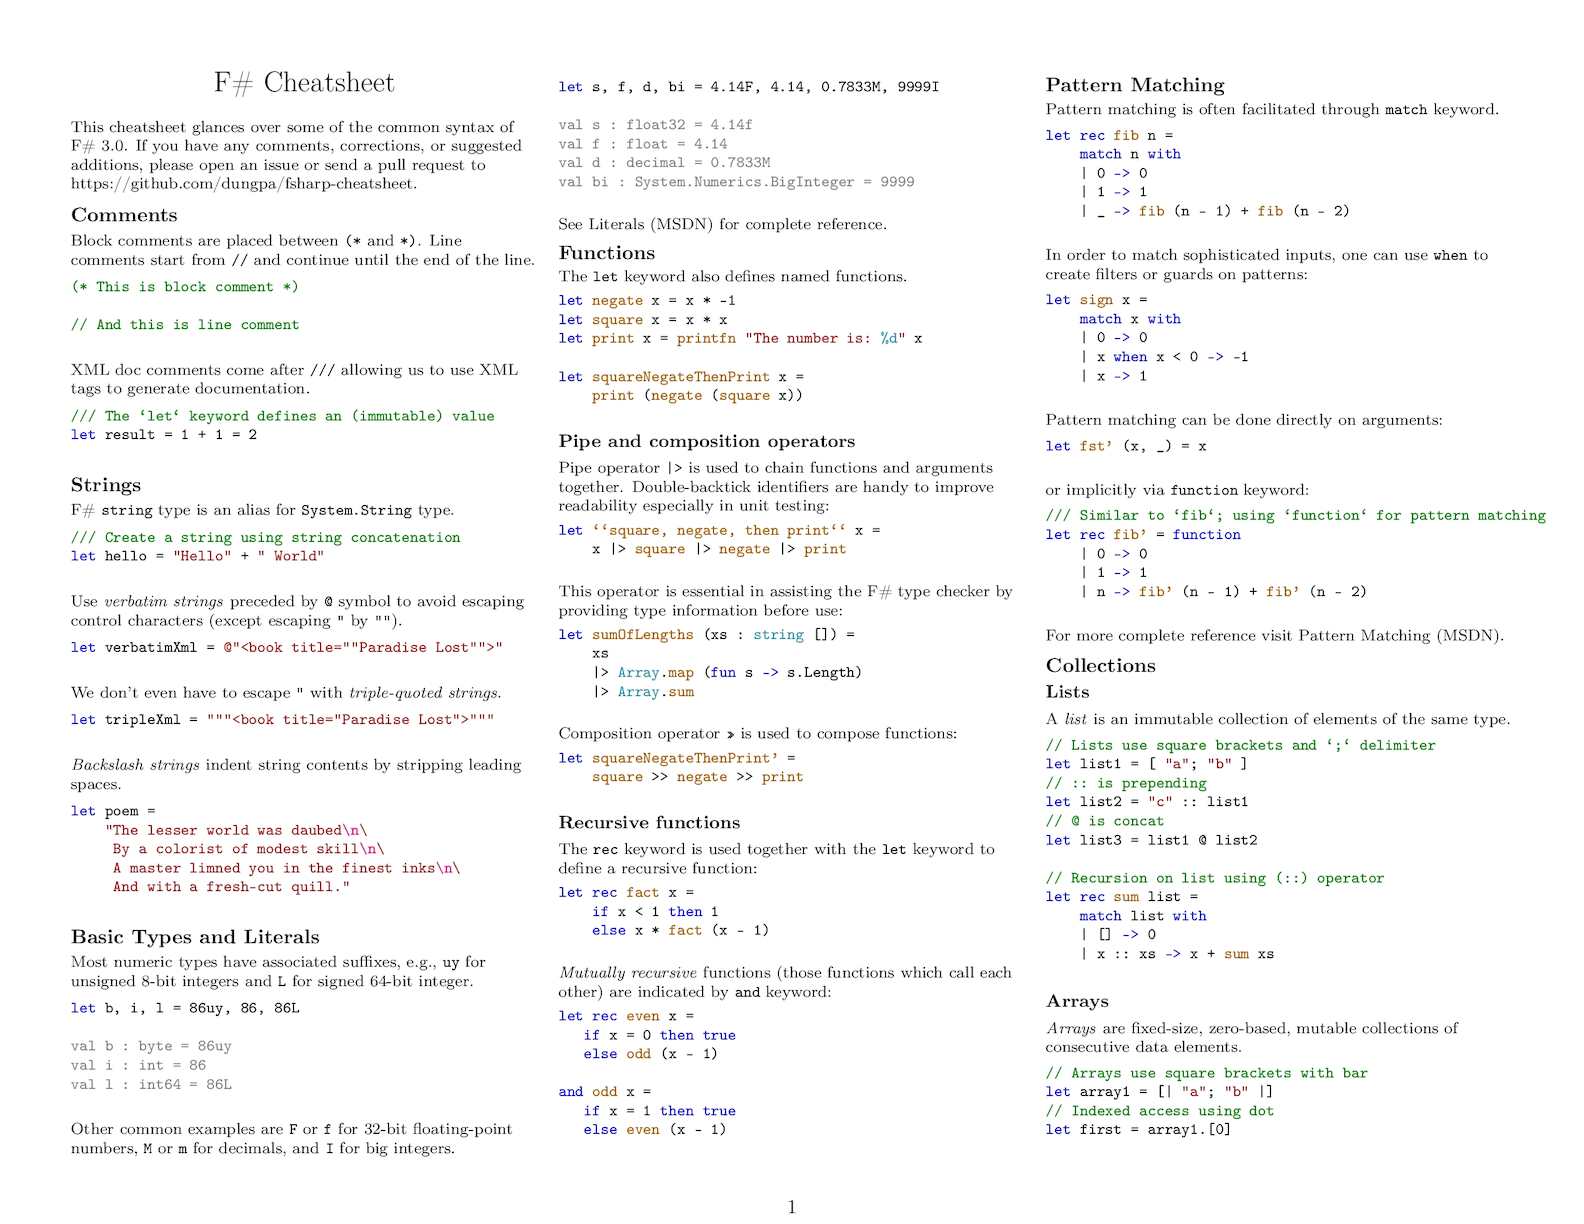 F# Cheatsheet
This cheatsheet glances over some of the common syntax of
F# 3.0. If you have any comments, corrections, or suggested
additions, please open an issue or send a pull request to
https://github.com/dungpa/fsharp-cheatsheet.
Comments
Block comments are placed between (* and *). Line
comments start from // and continue until the end of the line.
(* This is block comment *)
// And this is line comment
XML doc comments come after /// allowing us to use XML
tags to generate documentation.
/// The ‘let‘ keyword defines an (immutable) value
let result = 1 + 1 = 2
Strings
F# string type is an alias for System.String type.
/// Create a string using string concatenation
let hello = "Hello" + " World"
Use verbatim strings preceded by @ symbol to avoid escaping
control characters (except escaping " by "").
let verbatimXml = @"<book title=""Paradise Lost"">"
We don't even have to escape " with triple-quoted strings.
let tripleXml = """<book title="Paradise Lost">"""
Backslash strings indent string contents by stripping leading
spaces.
let poem =
    "The lesser world was daubed\n\
     By a colorist of modest skill\n\
     A master limned you in the finest inks\n\
     And with a fresh-cut quill."
Basic Types and Literals
Most numeric types have associated suffixes, e.g., uy for
unsigned 8-bit integers and L for signed 64-bit integer.
let b, i, l = 86uy, 86, 86L
val b : byte = 86uy
val i : int = 86
val l : int64 = 86L
Other common examples are F or f for 32-bit floating-point
numbers, M or m for decimals, and I for big integers.
let s, f, d, bi = 4.14F, 4.14, 0.7833M, 9999I
val s : float32 = 4.14f
val f : float = 4.14
val d : decimal = 0.7833M
val bi : System.Numerics.BigInteger = 9999
See Literals (MSDN) for complete reference.
Functions
The let keyword also defines named functions.
let negate x = x * -1
let square x = x * x
let print x = printfn "The number is: %d" x
let squareNegateThenPrint x =
    print (negate (square x))
Pipe and composition operators
Pipe operator |> is used to chain functions and arguments
together. Double-backtick identifiers are handy to improve
readability especially in unit testing:
let ‘‘square, negate, then print‘‘ x =
    x |> square |> negate |> print
This operator is essential in assisting the F# type checker by
providing type information before use:
let sumOfLengths (xs : string []) =
    xs
    |> Array.map (fun s -> s.Length)
    |> Array.sum
Composition operator >> is used to compose functions:
let squareNegateThenPrint’ =
    square >> negate >> print
Recursive functions
The rec keyword is used together with the let keyword to
define a recursive function:
let rec fact x =
    if x < 1 then 1
    else x * fact (x - 1)
Mutually recursive functions (those functions which call each
other) are indicated by and keyword:
let rec even x =
   if x = 0 then true
   else odd (x - 1)
and odd x =
   if x = 1 then true
   else even (x - 1)
Pattern Matching
Pattern matching is often facilitated through match keyword.
let rec fib n =
    match n with
    | 0 -> 0
    | 1 -> 1
    | _ -> fib (n - 1) + fib (n - 2)
In order to match sophisticated inputs, one can use when to
create filters or guards on patterns:
let sign x =
    match x with
    | 0 -> 0
    | x when x < 0 -> -1
    | x -> 1
Pattern matching can be done directly on arguments:
let fst’ (x, _) = x
or implicitly via function keyword:
/// Similar to ‘fib‘; using ‘function‘ for pattern matching
let rec fib’ = function
    | 0 -> 0
    | 1 -> 1
    | n -> fib’ (n - 1) + fib’ (n - 2)
For more complete reference visit Pattern Matching (MSDN).
Collections
Lists
A list is an immutable collection of elements of the same type.
// Lists use square brackets and ‘;‘ delimiter
let list1 = [ "a"; "b" ]
// :: is prepending
let list2 = "c" :: list1
// @ is concat
let list3 = list1 @ list2
// Recursion on list using (::) operator
let rec sum list =
    match list with
    | [] -> 0
    | x :: xs -> x + sum xs
Arrays
Arrays are fixed-size, zero-based, mutable collections of
consecutive data elements.
// Arrays use square brackets with bar
let array1 = [| "a"; "b" |]
// Indexed access using dot
let first = array1.[0]
1